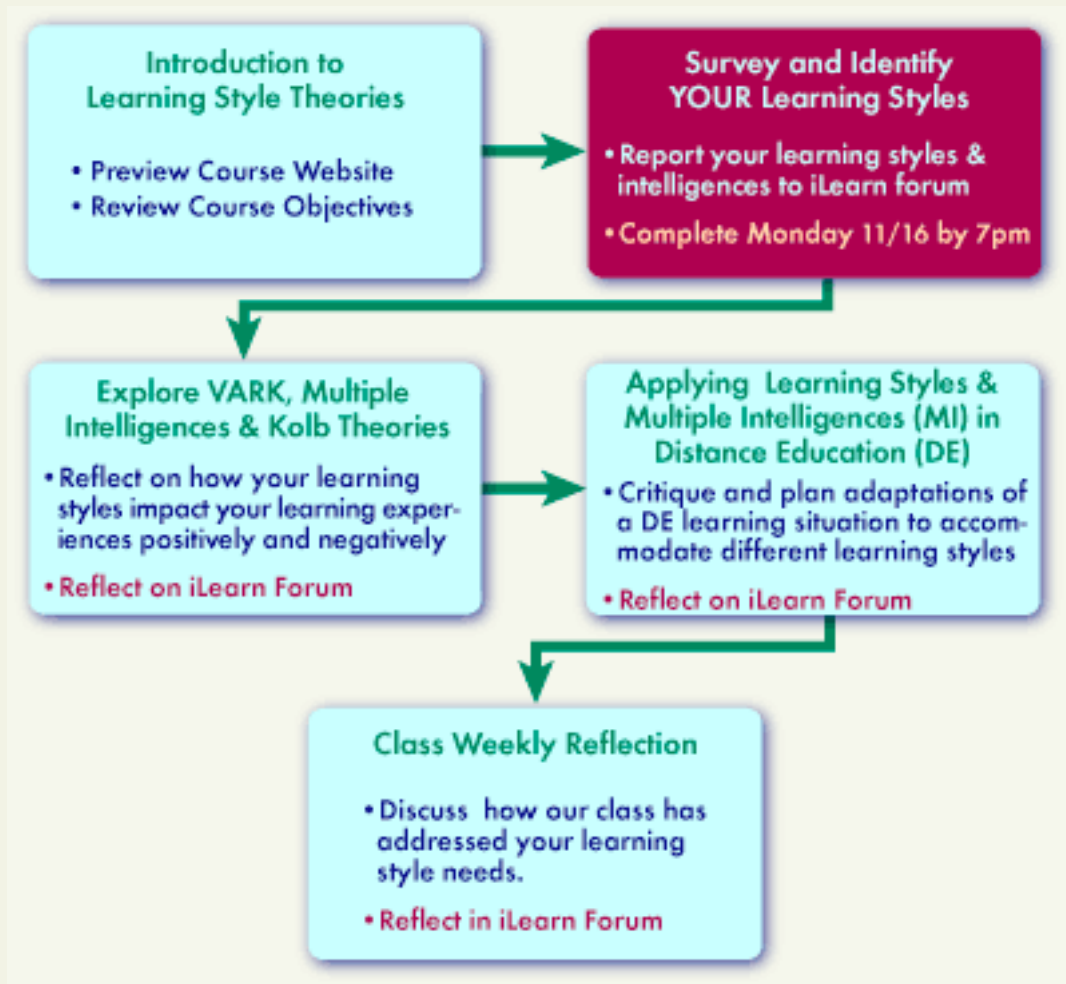 Introduction to
Learning Style Theories
• Preview Course Website
• Review Course Objectives
Survey and Identify
YOUR Learning Styles
• Report your learning styles &
intelligences to iLearn forum
• Complete Monday 11/16 by 7pm
Explore VARK, Multiple
Intelligences & Kolb Theories
• Reflect on how your learning
styles impact your learning exper-
iences positively and negatively
• Reflect on iLearn Forum
Applying Learning Styles &
Multiple Intelligences (MI) in
Distance Education (DE)
• Critique and plan adaptations of
a DE learning situation to accom-
modate different learning styles
• Reflect on iLearn Forum
Class Weekly Reflection
• Discuss how our class has
addressed your learning
style needs.
• Reflect in iLearn Forum